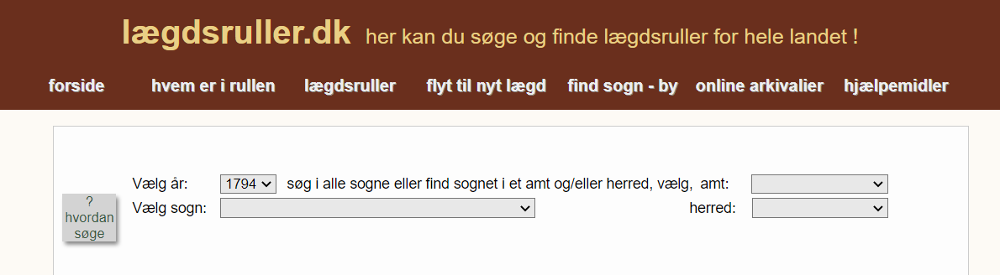 lægdsruller.dk her kan du søge og finde lægdsruller for hele landet !
forside hvem er i rullen lægdsruller flyt til nyt lægd find sogn - by online arkivalier hjælpemidler
Vælg år: 1794 søg i alle sogne eller find sognet i et amt og/eller herred, vælg, amt:
Vælg sogn: herred:
?
hvordan
søge